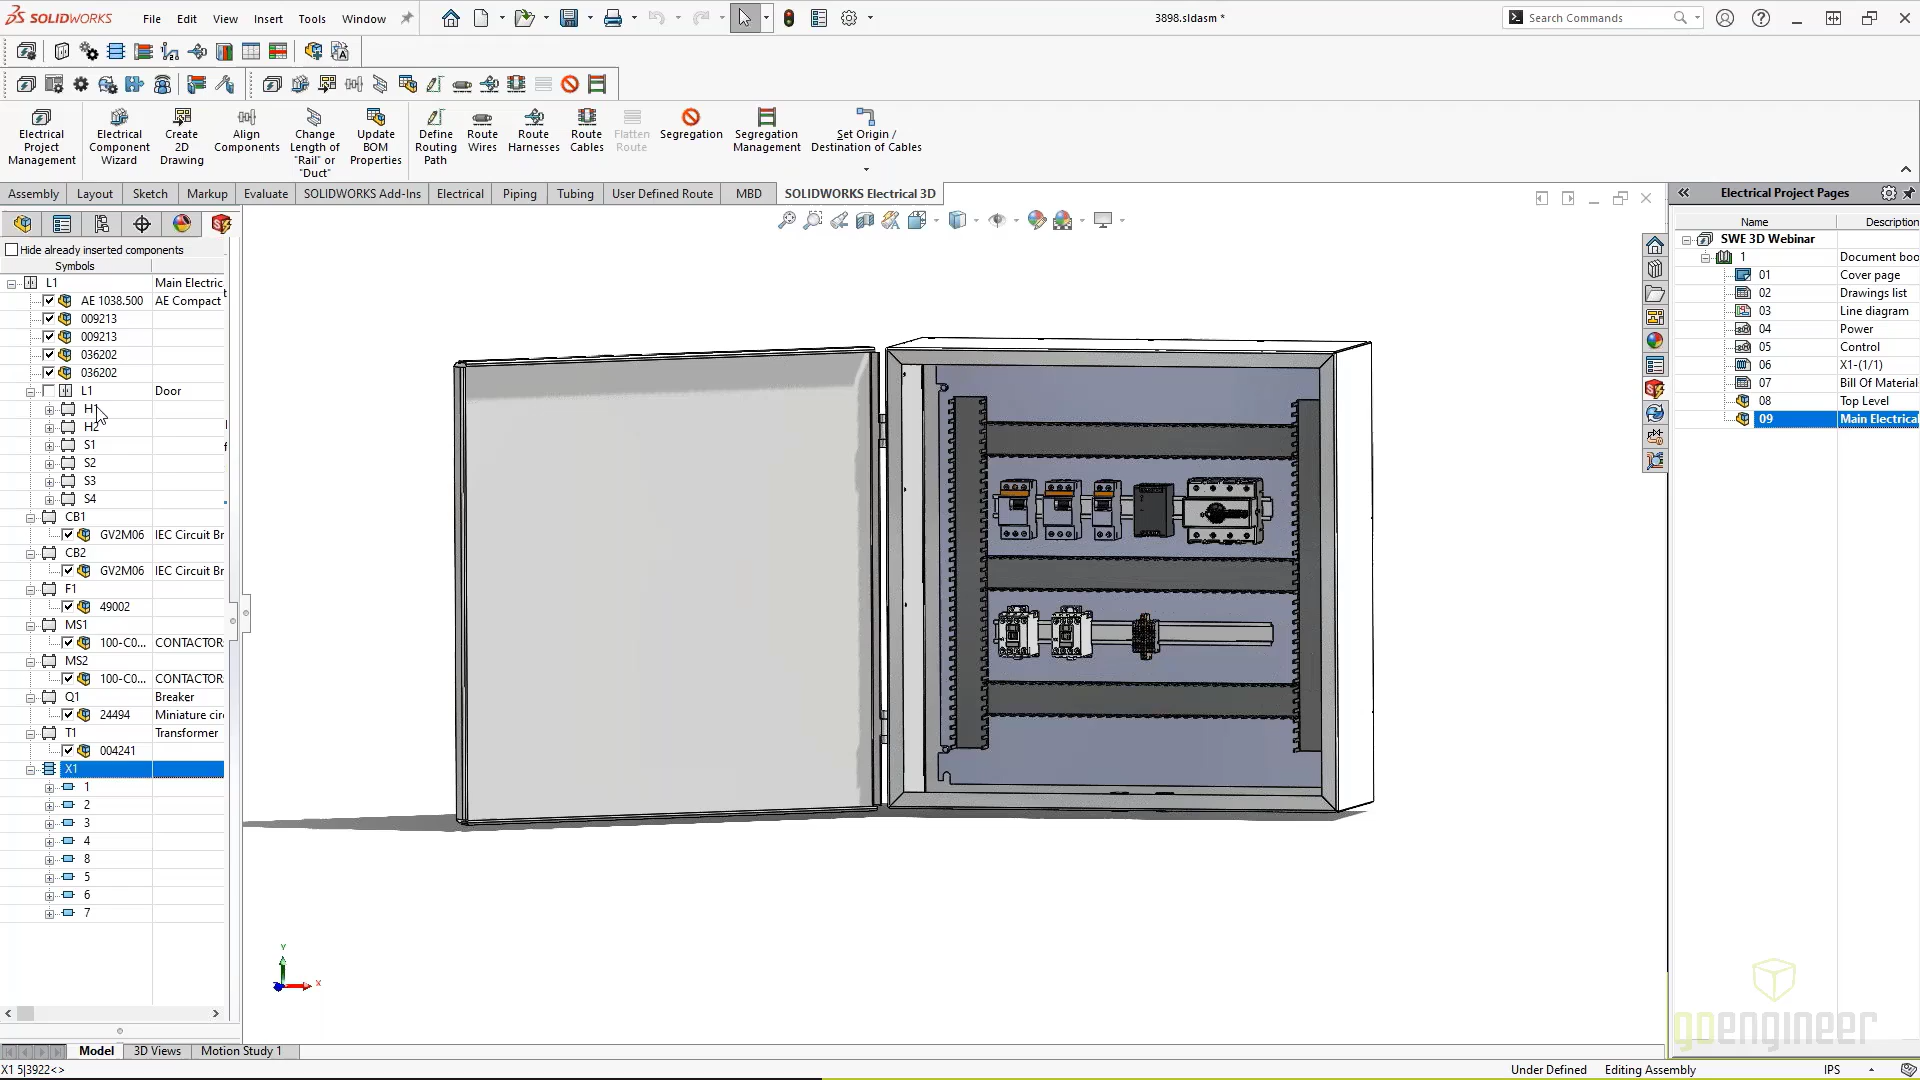 SOLIDWORKS File Edit View Insert Tools Window 3898.sldasm * Search Commands
Electrical Project Management
Electrical Component Wizard
Create 2D Drawing
Align Components
Change Length of "Rail" or "Duct"
Update BOM Properties
Define Routing Path
Route Wires
Route Harnesses
Route Cables
Flatten Route
Segregation
Segregation Management
Set Origin / Destination of Cables
Assembly Layout Sketch Markup Evaluate SOLIDWORKS Add-Ins Electrical Piping Tubing User Defined Route MBD SOLIDWORKS Electrical 3D
Hide already inserted components
Symbols
L1 Main Electric
AE 1038.500 AE Compact
009213
009213
036202
036202
L1 Door
H1
H2
S1
S2
S3
S4
CB1
GV2M06 IEC Circuit Br
CB2
GV2M06 IEC Circuit Br
F1
49002
MS1
100-C0... CONTACTOR
MS2
100-C0... CONTACTOR
Q1 Breaker
24494 Miniature cir
T1 Transformer
004241
X1
1
2
3
4
8
5
6
7
Y
X
Electrical Project Pages
Name Description
SWE 3D Webinar
1 Document boo
01 Cover page
02 Drawings list
03 Line diagram
04 Power
05 Control
06 X1-(1/1)
07 Bill Of Material
08 Top Level
09 Main Electrical
goengineer
Model 3D Views Motion Study 1
X1 5|3922<> Under Defined Editing Assembly IPS